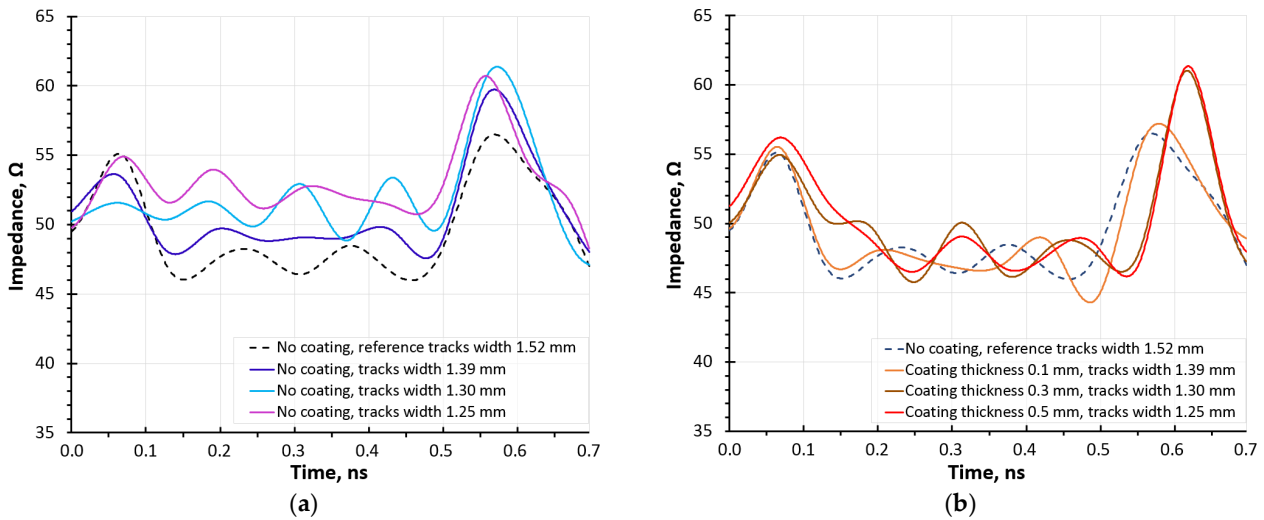 65
60
55
50
45
40
35
Impedance, Ω
No coating, reference tracks width 1.52 mm
No coating, tracks width 1.39 mm
No coating, tracks width 1.30 mm
No coating, tracks width 1.25 mm
0.0 0.1 0.2 0.3 0.4 0.5 0.6 0.7
Time, ns
(a)
65
60
55
50
45
40
35
Impedance, Ω
No coating, reference tracks width 1.52 mm
Coating thickness 0.1 mm, tracks width 1.39 mm
Coating thickness 0.3 mm, tracks width 1.30 mm
Coating thickness 0.5 mm, tracks width 1.25 mm
0.0 0.1 0.2 0.3 0.4 0.5 0.6 0.7
Time, ns
(b)